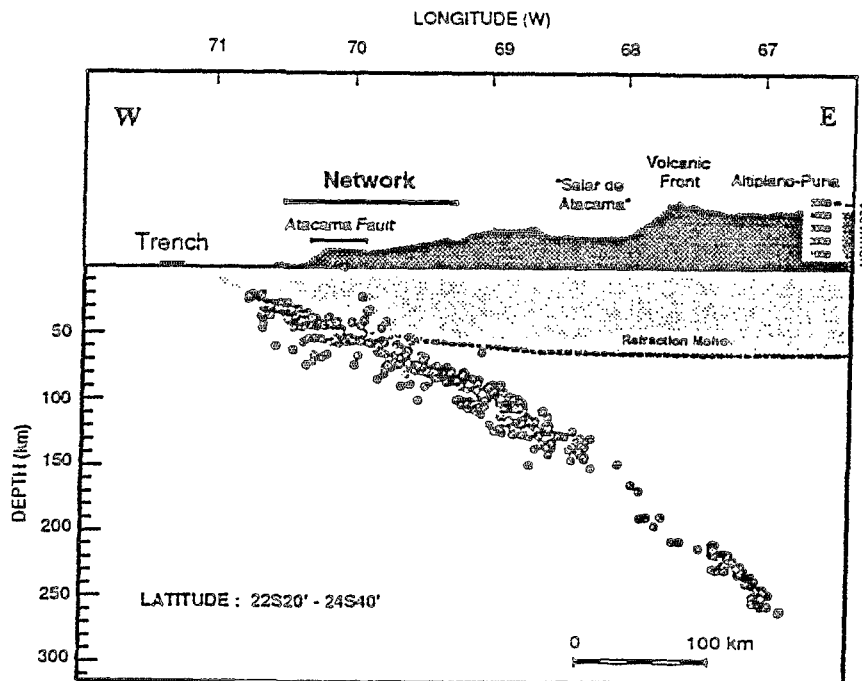 LONGITUDE (W)
71 70 69 68 67
W E
Network
Atacama Fault
Trench
"Salar de
Atacama"
Volcanic
Front
Altiplano-Puna
Refraction Moho
DEPTH (km)
50
100
150
200
250
300
LATITUDE : 22S20' - 24S40'
0 100 km